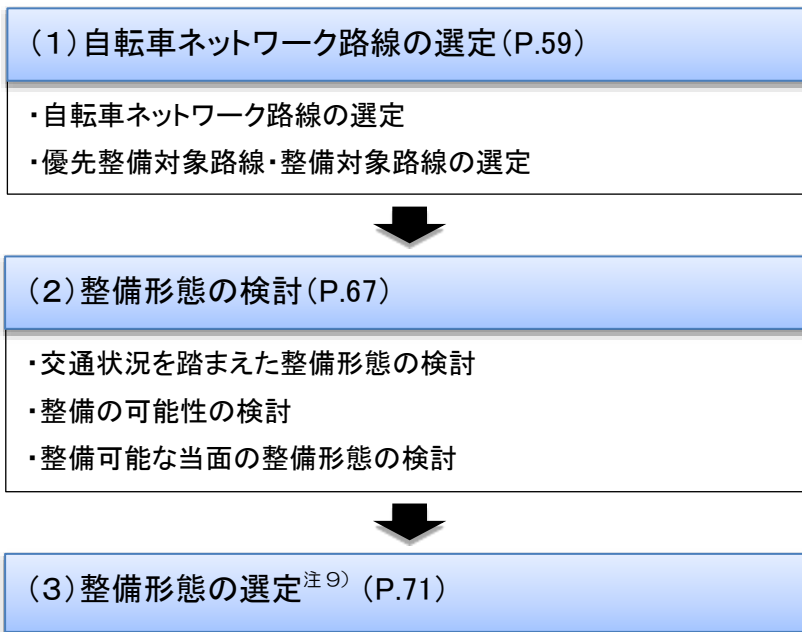 （１）自転車ネットワーク路線の選定（P.59）
・自転車ネットワーク路線の選定
・優先整備対象路線・整備対象路線の選定
（２）整備形態の検討（P.67）
・交通状況を踏まえた整備形態の検討
・整備の可能性の検討
・整備可能な当面の整備形態の検討
（３）整備形態の選定注９）（P.71）